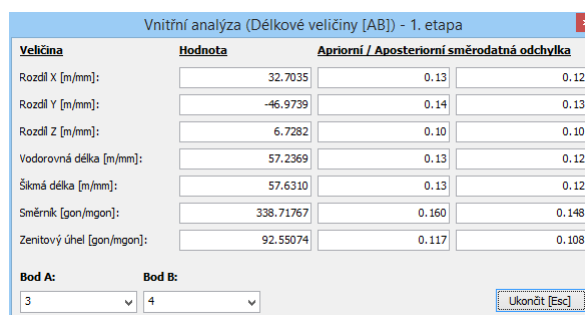 Vnitřní analýza (Délkové veličiny [AB]) - 1. etapa
Veličina Hodnota Apriorní / Aposteriorní směrodatná odchylka
Rozdíl X [m/mm]: 32.7035 0.13 0.12
Rozdíl Y [m/mm]: -46.9739 0.14 0.13
Rozdíl Z [m/mm]: 6.7282 0.10 0.10
Vodorovná délka [m/mm]: 57.2369 0.13 0.12
Šikmá délka [m/mm]: 57.6310 0.13 0.12
Směrník [gon/mgon]: 338.71767 0.160 0.148
Zenitový úhel [gon/mgon]: 92.55074 0.117 0.108
Bod A: Bod B:
3 4 Ukončit [Esc]